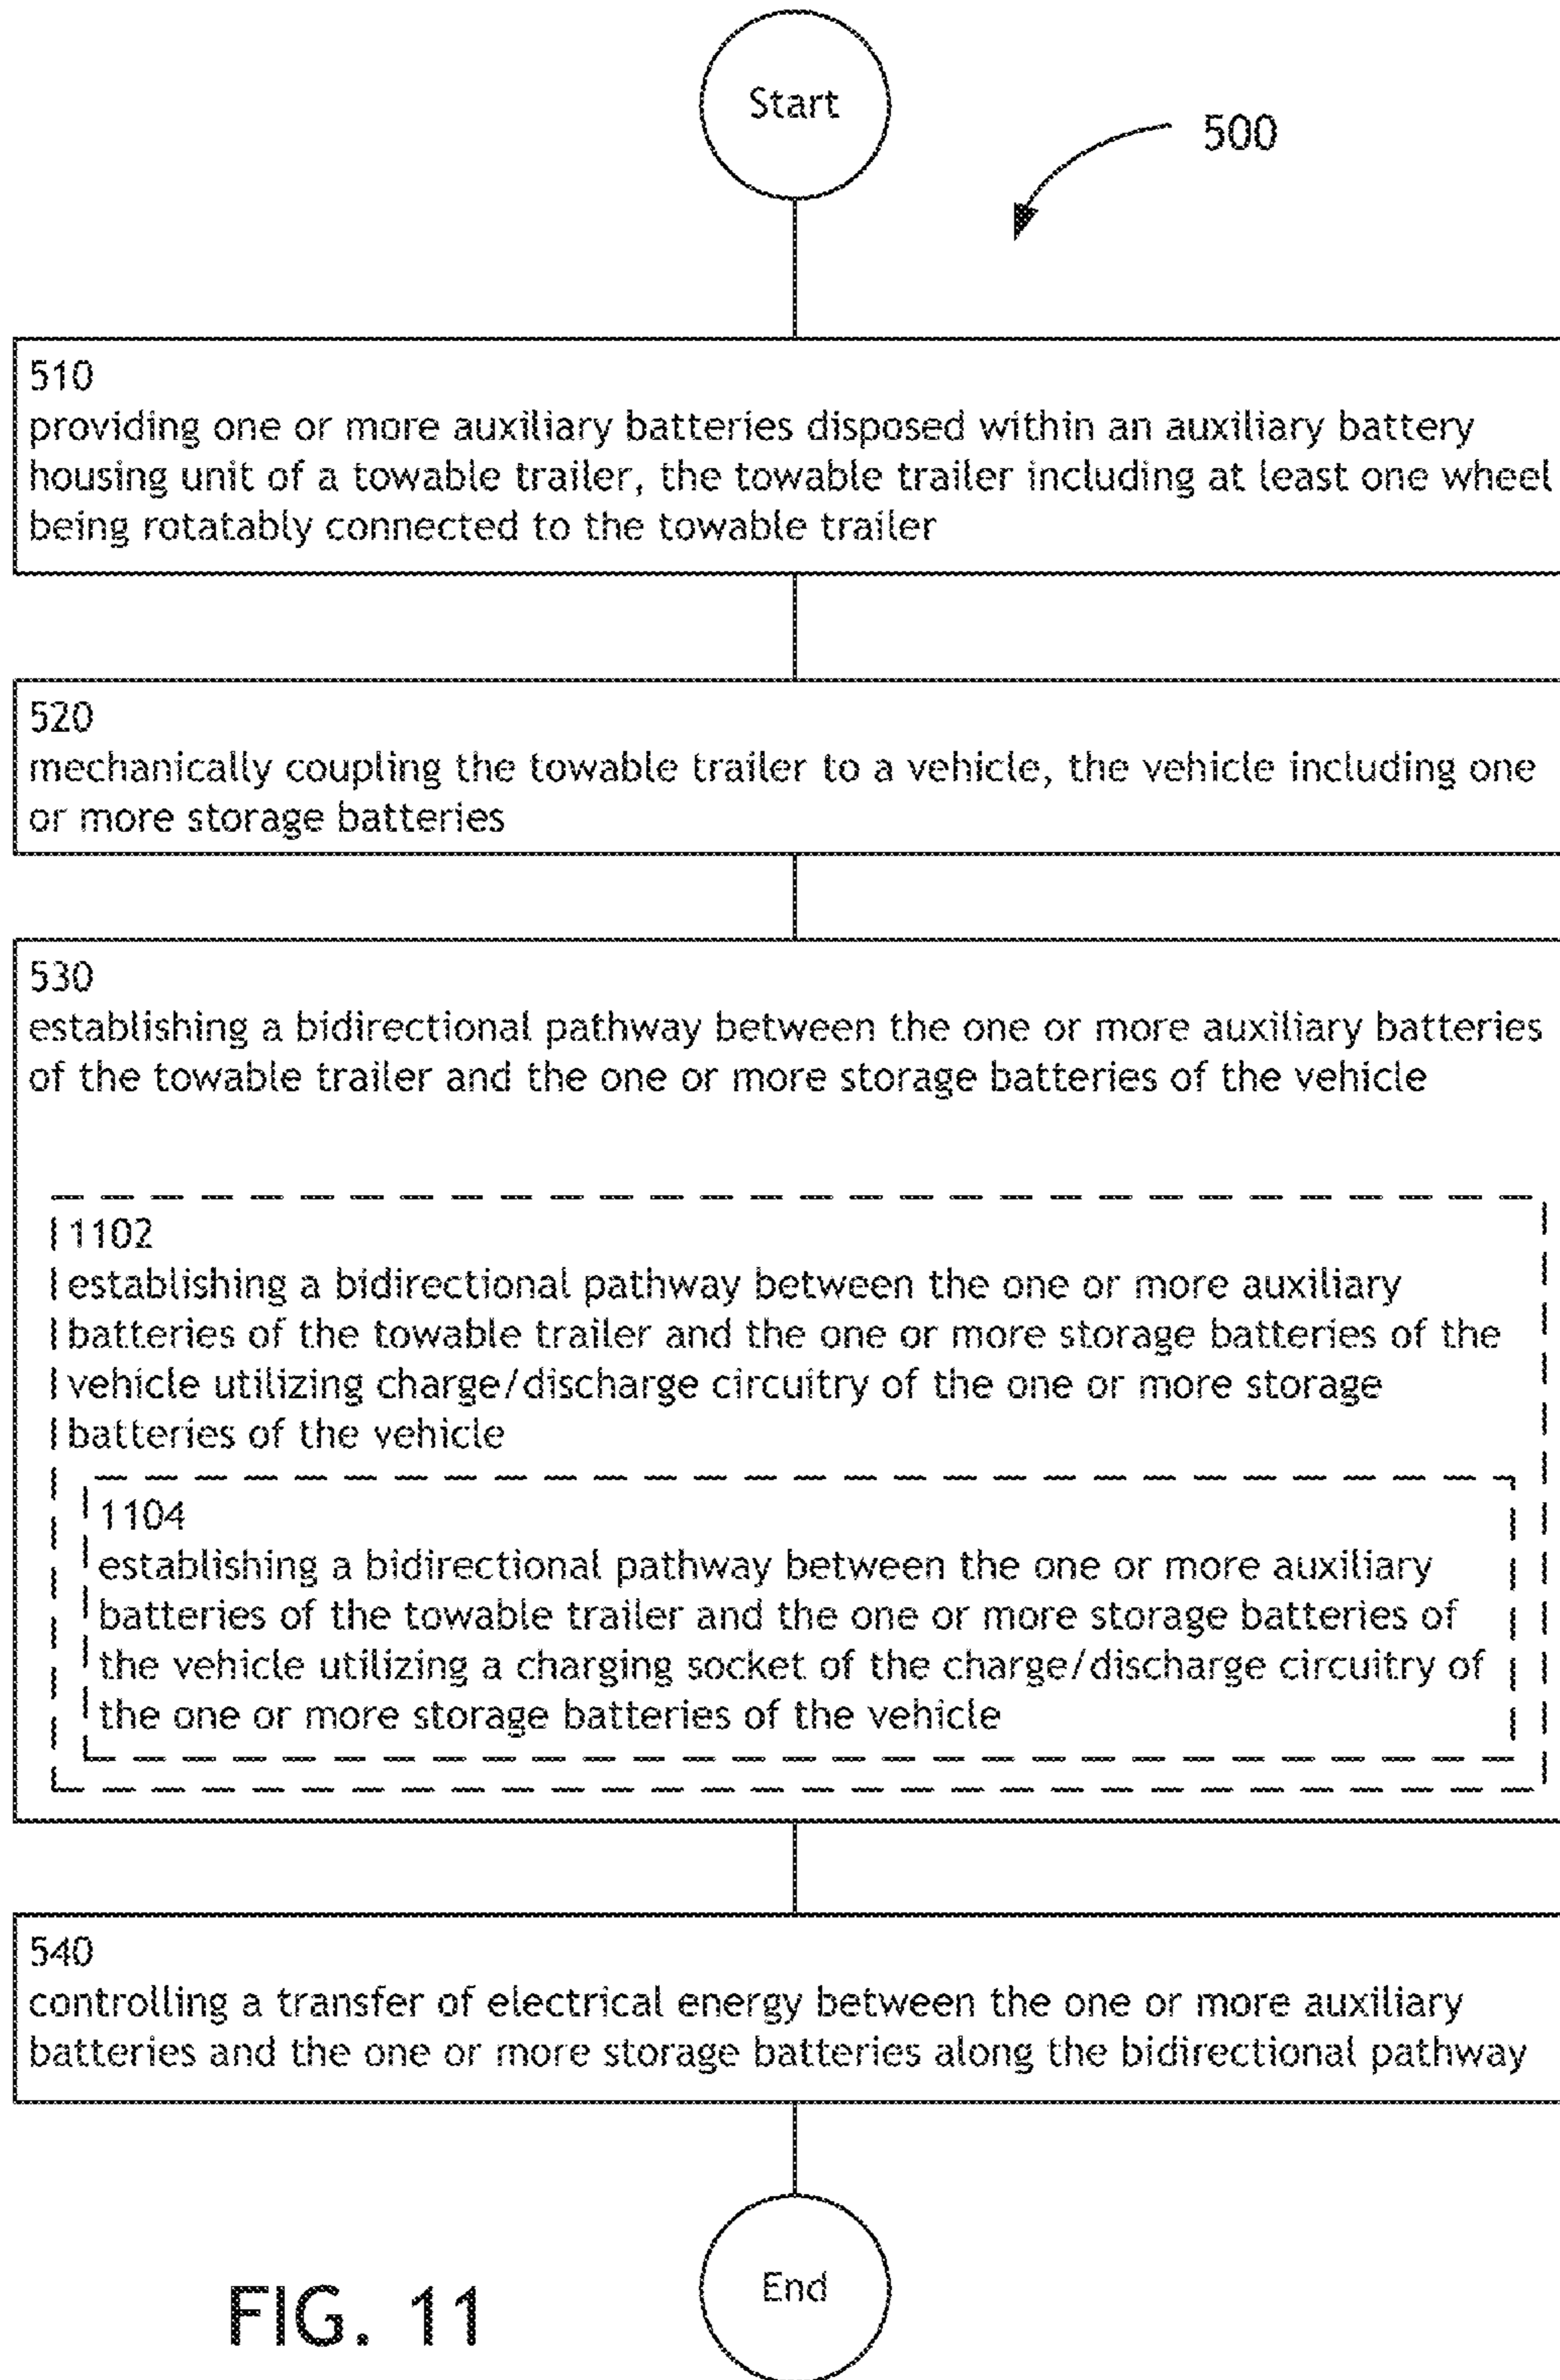 Start
500
510
providing one or more auxiliary batteries disposed within an auxiliary battery
housing unit of a towable trailer, the towable trailer including at least one wheel
being rotatably connected to the towable trailer
520
mechanically coupling the towable trailer to a vehicle, the vehicle including one
or more storage batteries
530
establishing a bidirectional pathway between the one or more auxiliary batteries
of the towable trailer and the one or more storage batteries of the vehicle
1102
establishing a bidirectional pathway between the one or more auxiliary
batteries of the towable trailer and the one or more storage batteries of the
vehicle utilizing charge/discharge circuitry of the one or more storage
batteries of the vehicle
1104
establishing a bidirectional pathway between the one or more auxiliary
batteries of the towable trailer and the one or more storage batteries of
the vehicle utilizing a charging socket of the charge/discharge circuitry of
the one or more storage batteries of the vehicle
540
controlling a transfer of electrical energy between the one or more auxiliary
batteries and the one or more storage batteries along the bidirectional pathway
End
FIG. 11